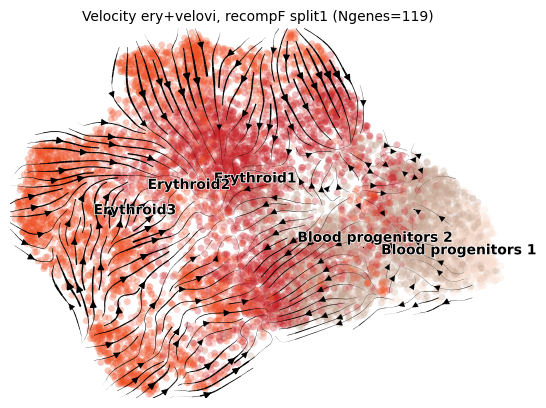 Velocity ery+velovi, recompF split1 (Ngenes=119)
Erythroid1
Erythroid2
Erythroid3
Blood progenitors 2
Blood progenitors 1